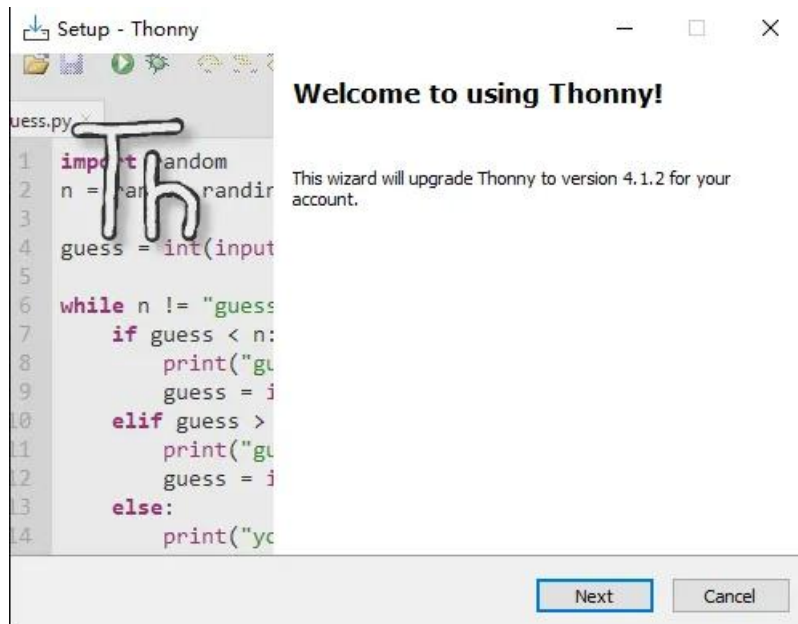 Setup - Thonny
Welcome to using Thonny!
uess.py ×
Th
This wizard will upgrade Thonny to version 4.1.2 for your
account.
1 import random
2 n = ran randin
3
4 guess = int(input
5
6 while n != "guess
7 if guess < n:
8 print("gu
9 guess = i
10 elif guess >
11 print("gu
12 guess = i
13 else:
14 print("yo
Next
Cancel